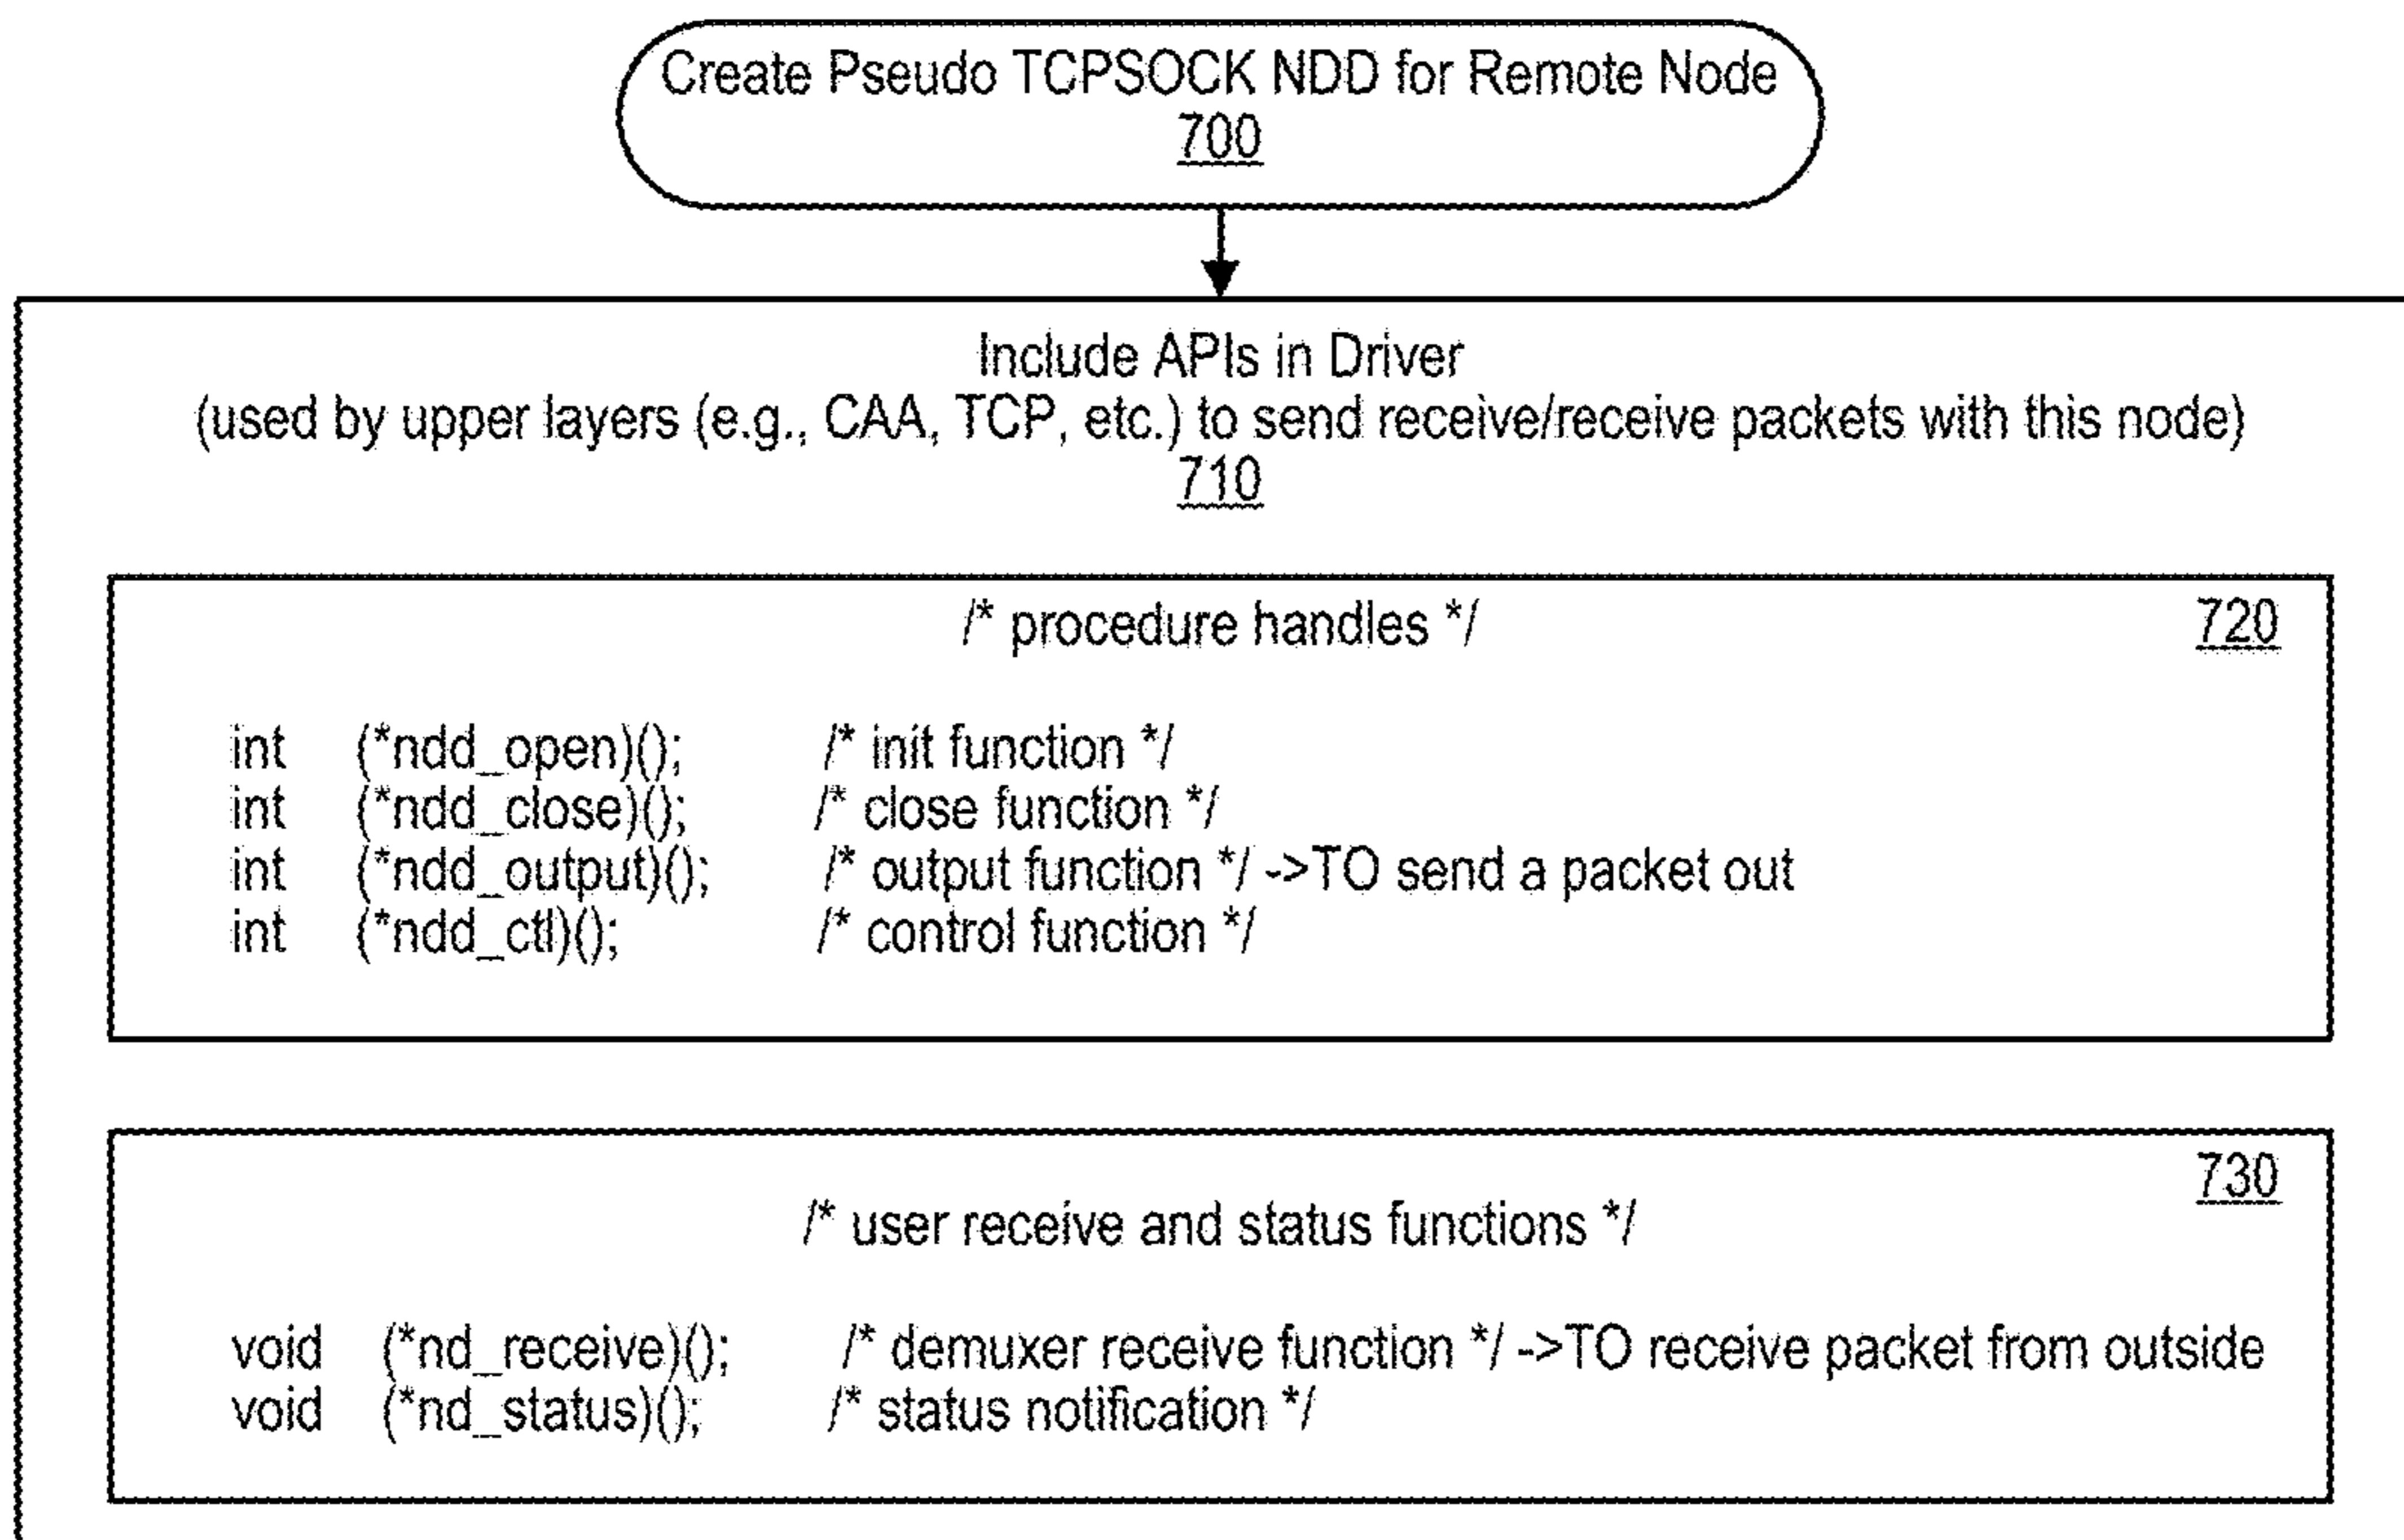 Create Pseudo TCPSOCK NDD for Remote Node
700
Include APIs in Driver
(used by upper layers (e.g., CAA, TCP, etc.) to send receive/receive packets with this node)
710
/* procedure handles */ 720
int (*ndd_open)(); /* init function */
int (*ndd_close)(); /* close function */
int (*ndd_output)(); /* output function */ ->TO send a packet out
int (*ndd_ctl)(); /* control function */
730
/* user receive and status functions */
void (*nd_receive)(); /* demuxer receive function */ ->TO receive packet from outside
void (*nd_status)(); /* status notification */